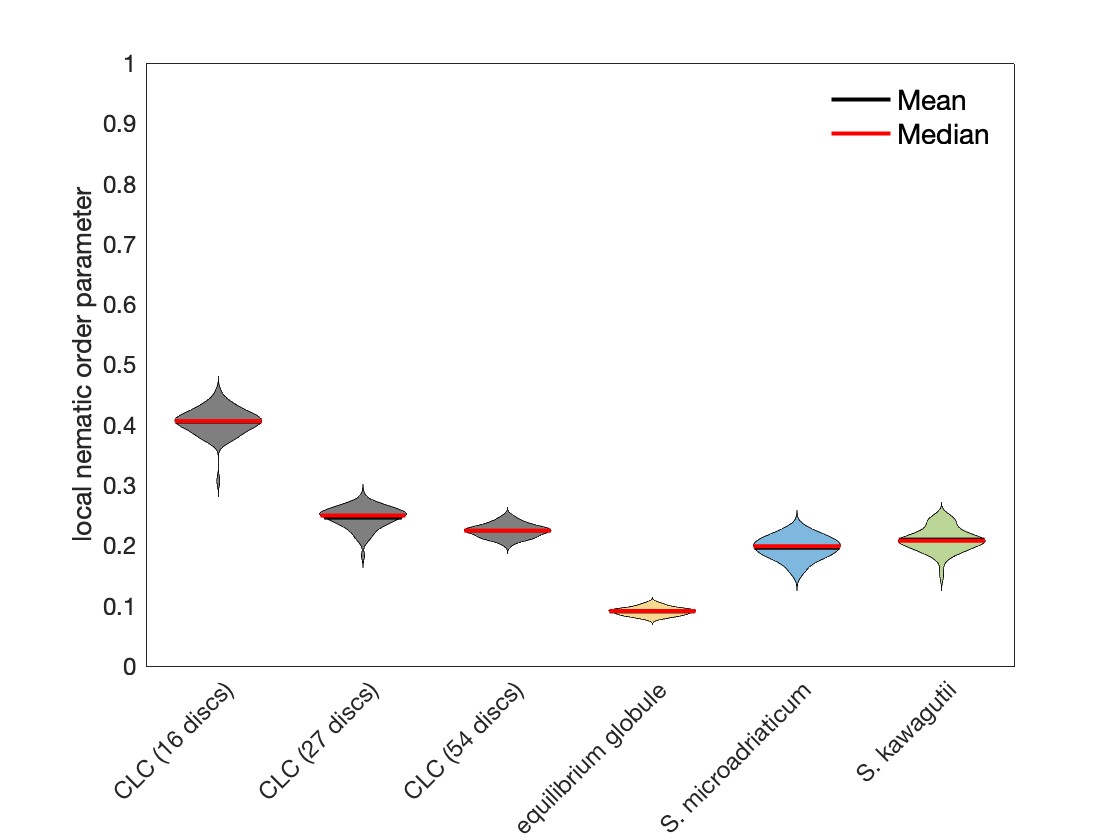 1
0.9
0.8
0.7
0.6
0.5
0.4
0.3
0.2
0.1
0
local nematic order parameter
Mean
Median
CLC (16 discs)
CLC (27 discs)
CLC (54 discs)
equilibrium globule
S. microadriaticum
S. kawagutii